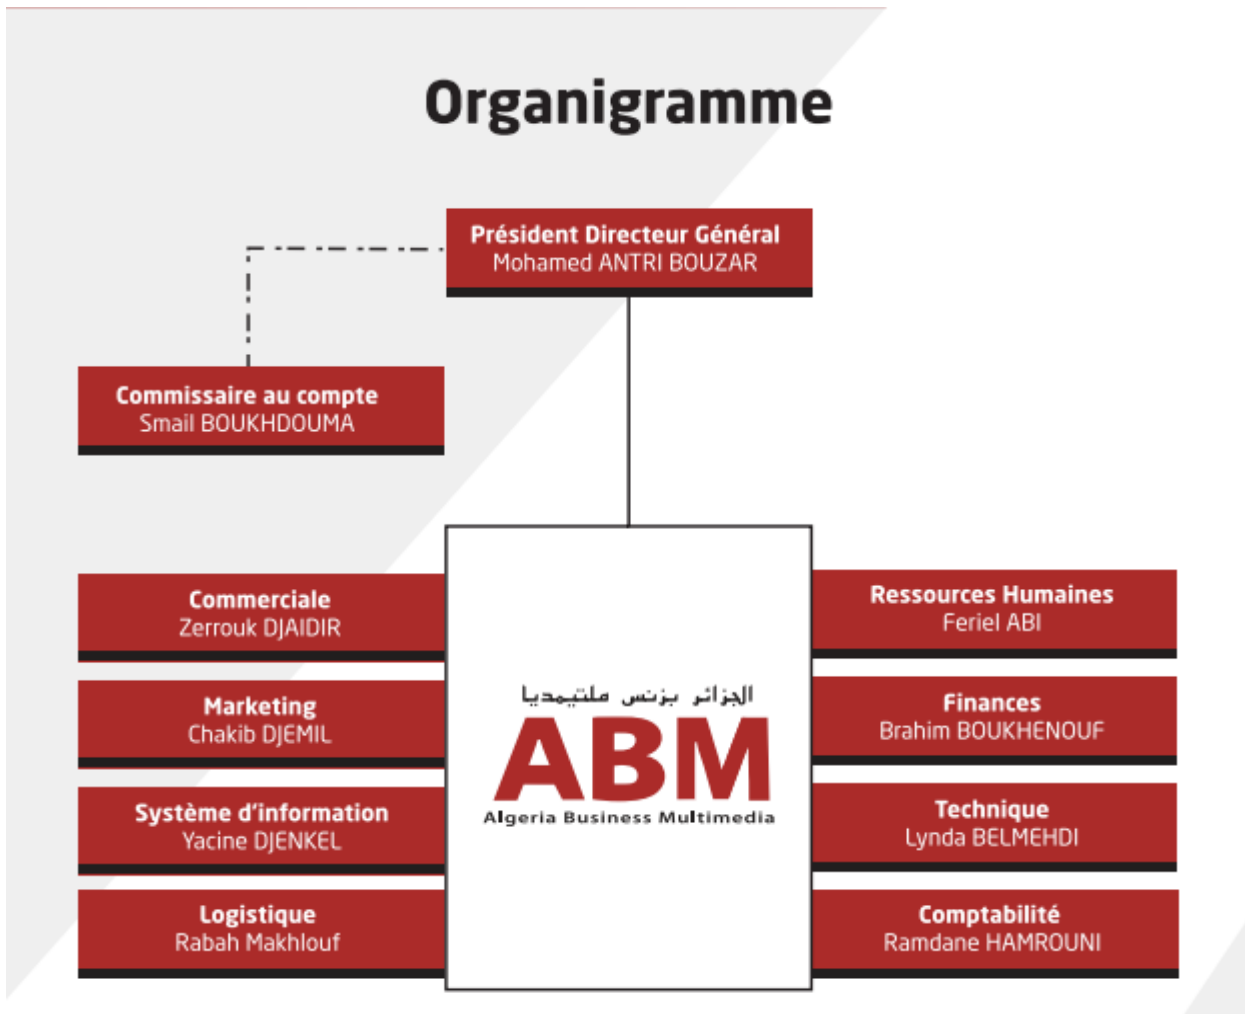 Organigramme
Président Directeur Général
Mohamed ANTRI BOUZAR
Commissaire au compte
Smail BOUKHDOUMA
Commerciale
Zerrouk DJAIDIR
Marketing
Chakib DJEMIL
Système d'information
Yacine DJENKEL
Logistique
Rabah Makhlouf
الجزائر بزنس ملتيمديا
ABM
Algeria Business Multimedia
Ressources Humaines
Feriel ABI
Finances
Brahim BOUKHENOUF
Technique
Lynda BELMEHDI
Comptabilité
Ramdane HAMROUNI